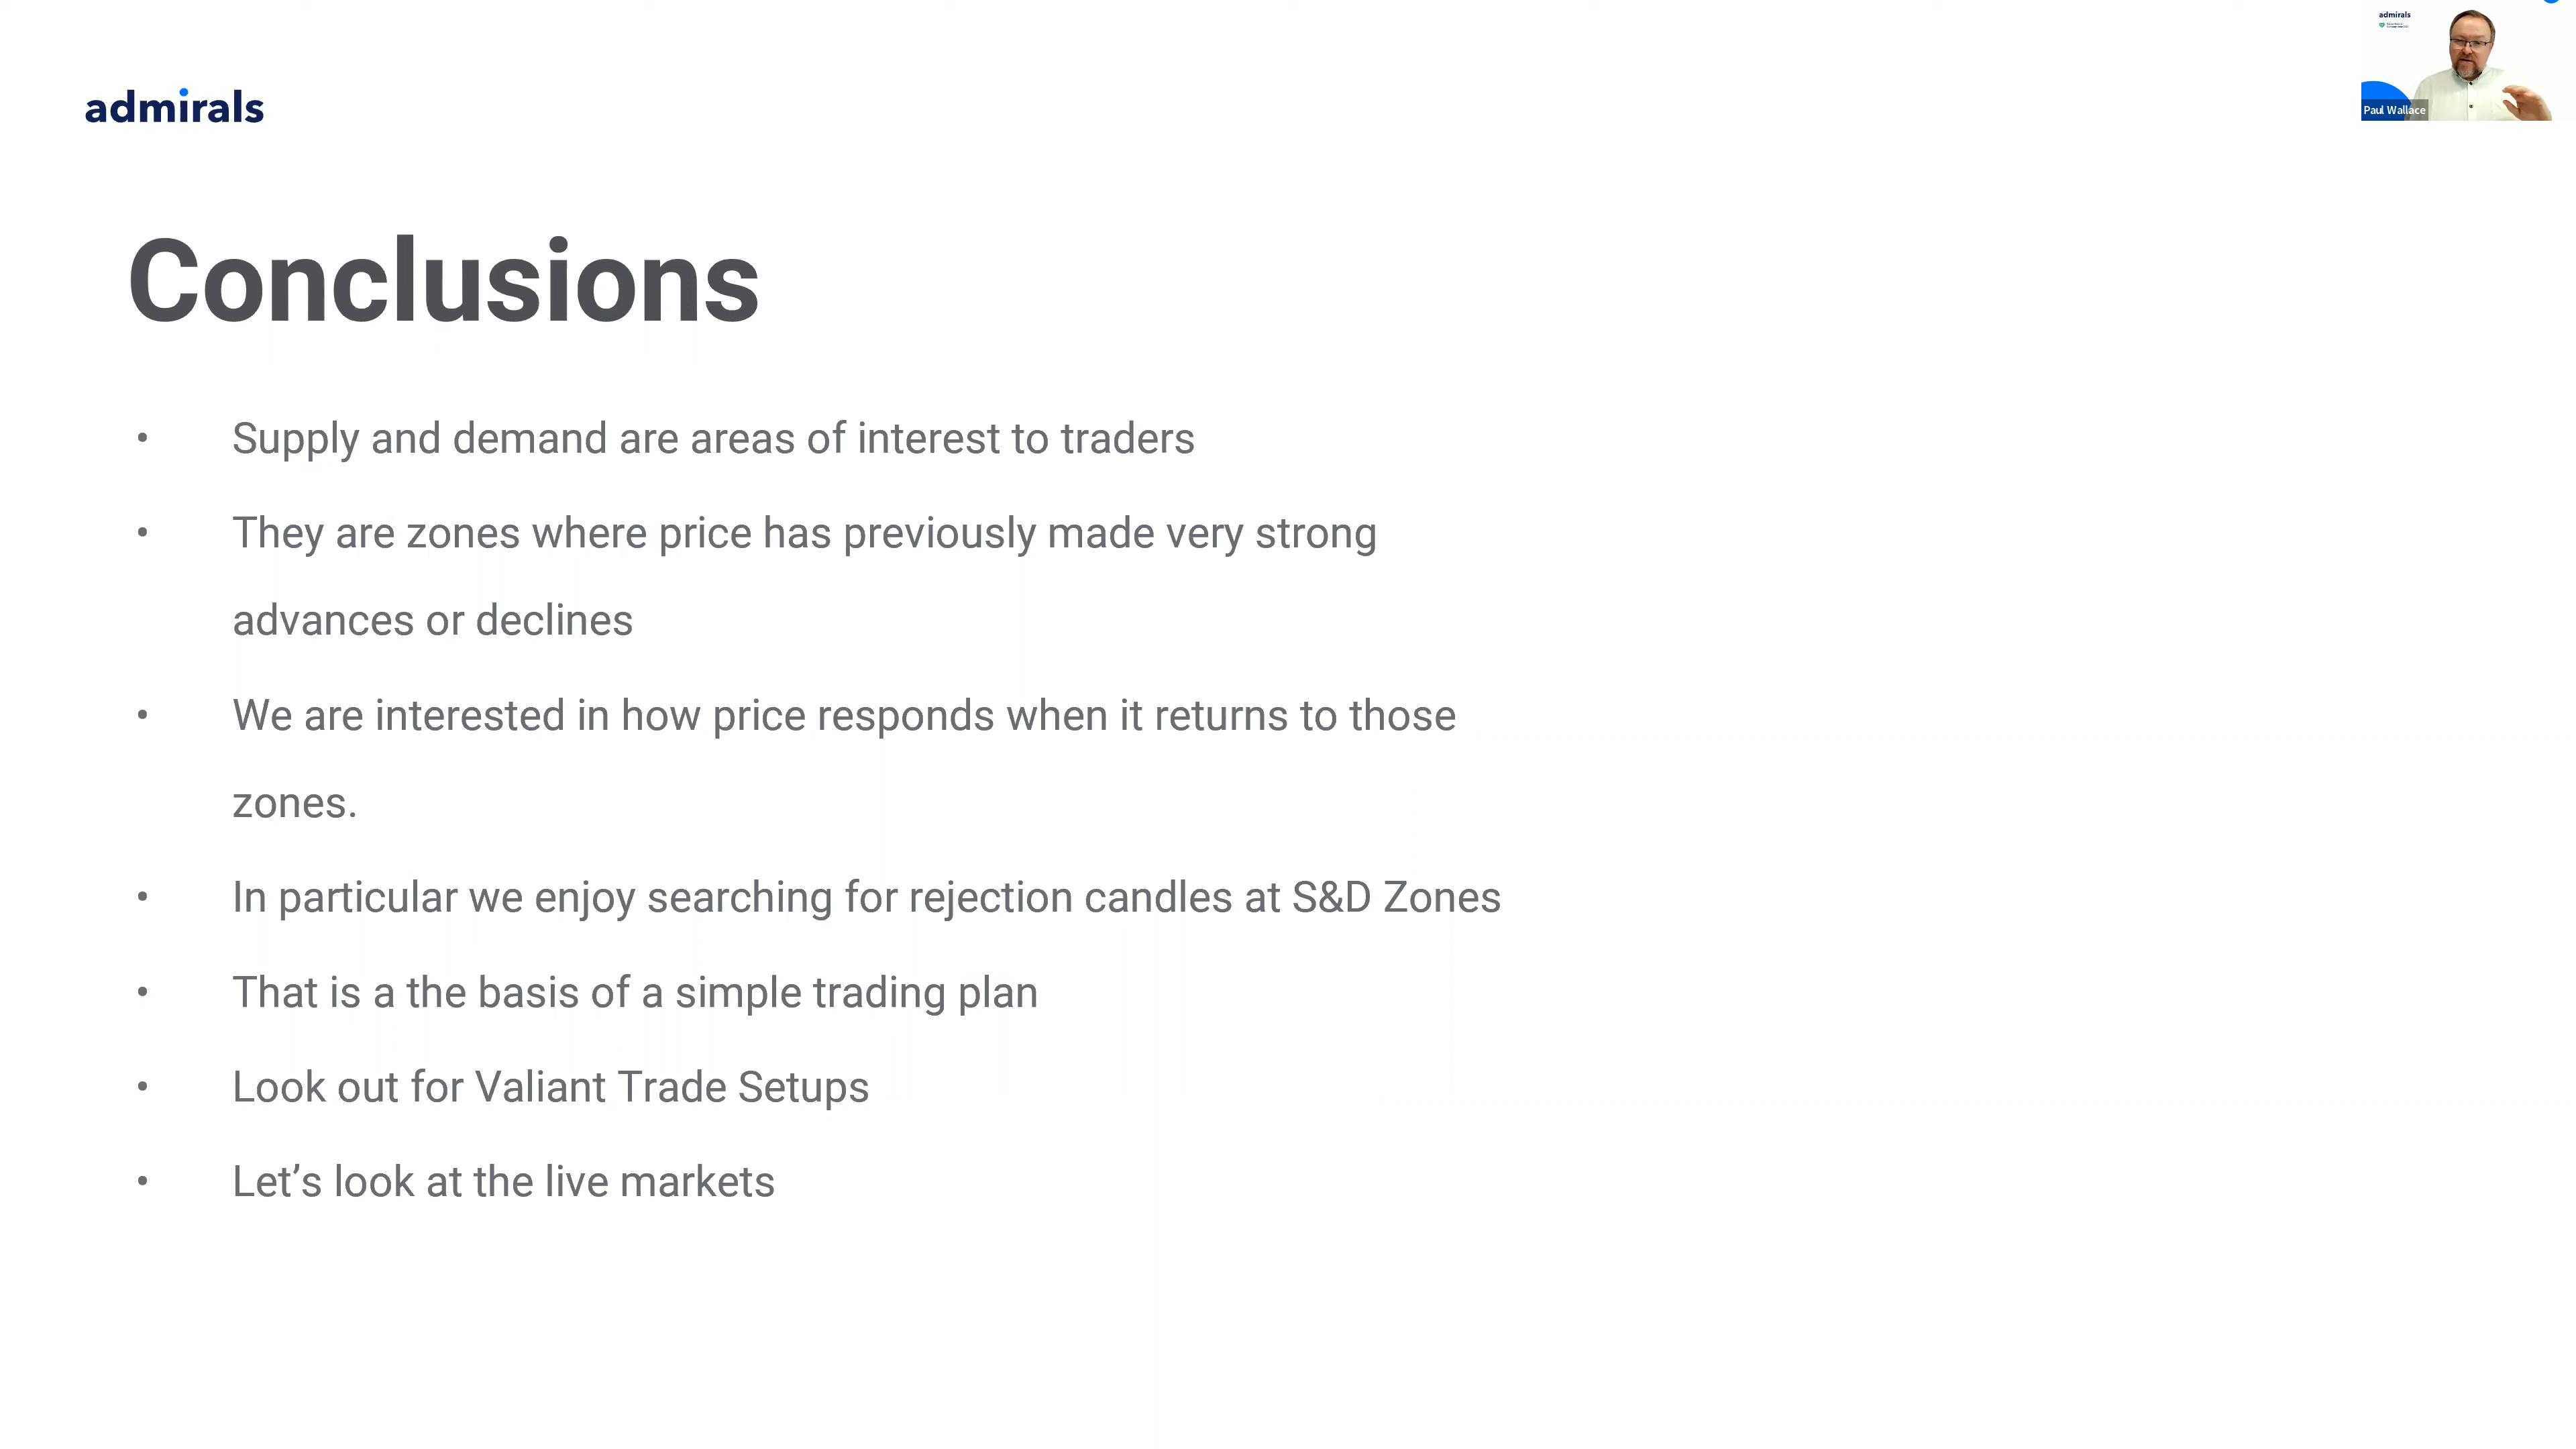 admirals
admirals
Paul Wallace
Conclusions
• Supply and demand are areas of interest to traders
• They are zones where price has previously made very strong
advances or declines
• We are interested in how price responds when it returns to those
zones.
• In particular we enjoy searching for rejection candles at S&D Zones
• That is a the basis of a simple trading plan
• Look out for Valiant Trade Setups
• Let’s look at the live markets